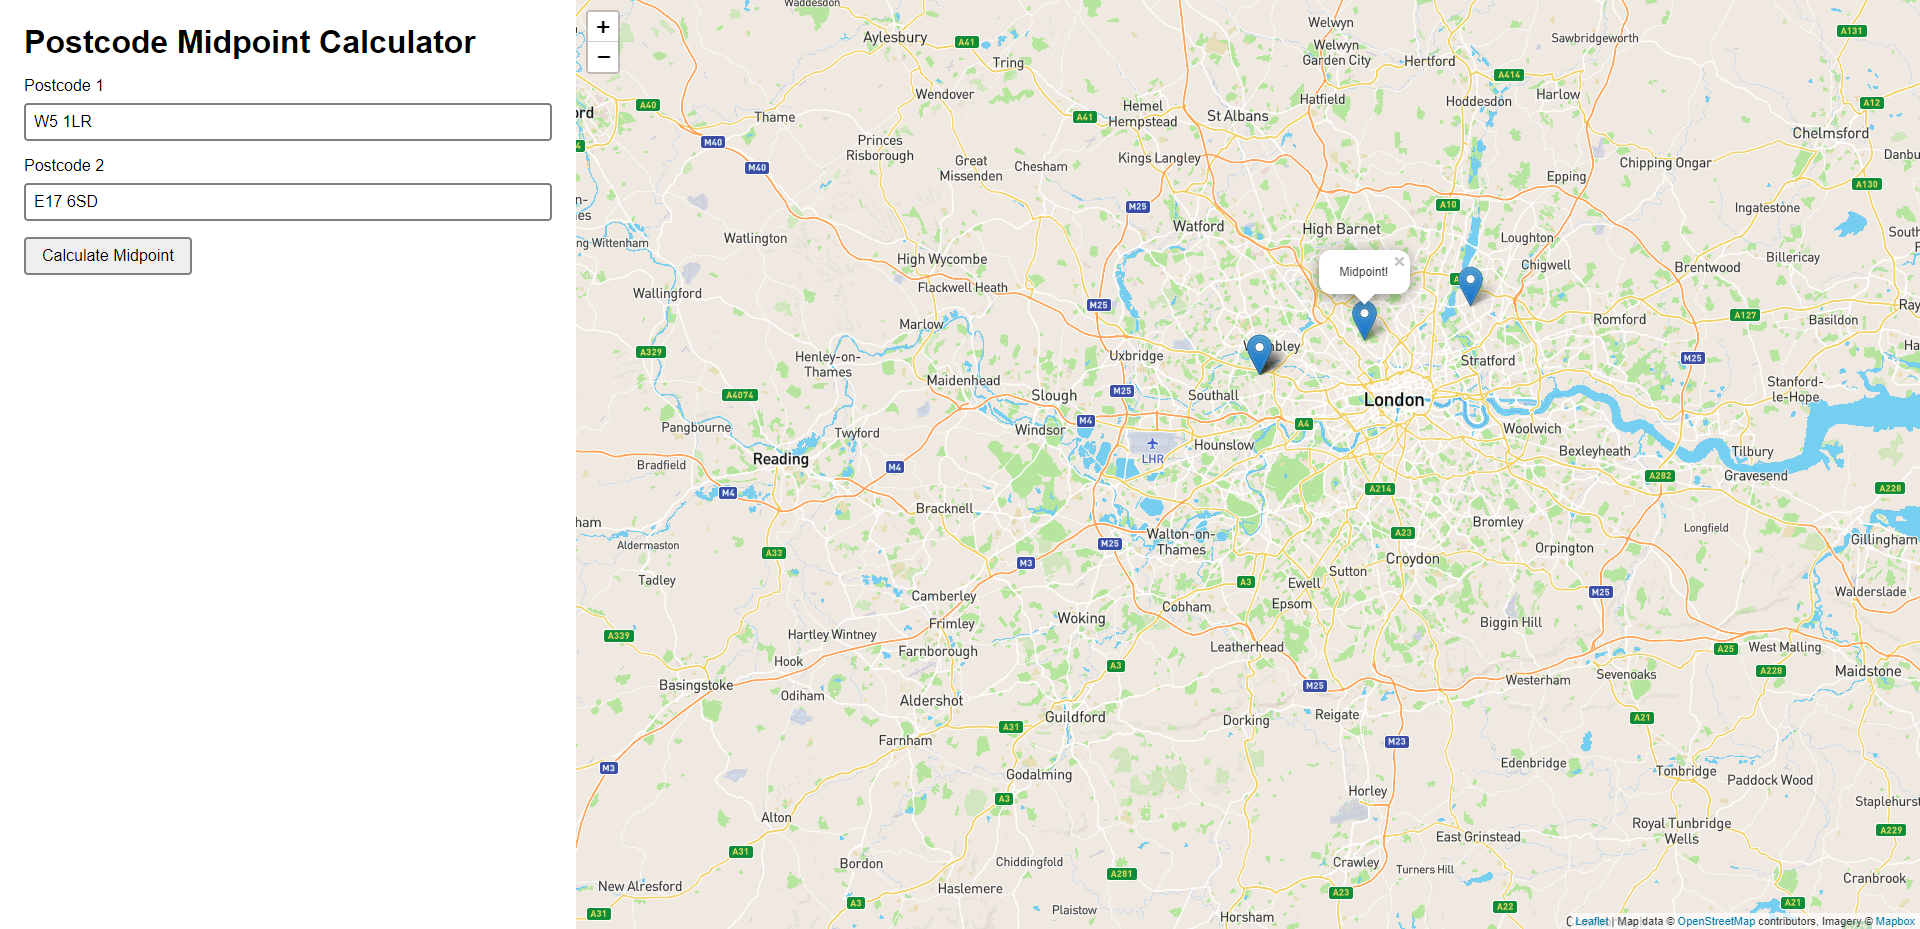 Postcode Midpoint Calculator
Postcode 1
W5 1LR
Postcode 2
E17 6SD
Calculate Midpoint
+
−
Waddesdon
Welwyn
Aylesbury
A41
A131
Sawbridgeworth
Welwyn
Garden City
Tring
Hertford
A414
Wendover
Hatfield
Hoddesdon
Harlow
A40
Hemel
Hempstead
A12
Thame
A41
St Albans
Chelmsford
M40
Princes
Risborough
Kings Langley
M40
Great
Missenden
Chesham
Chipping Ongar
Epping
A130
M25
A10
Ingatestone
Watford
High Barnet
Watlington
Loughton
ng Wittenham
High Wycombe
Midpoint!
×
Chigwell
Brentwood
Billericay
Wallingford
Flackwell Heath
M25
Marlow
Romford
A127
Basildon
A329
Henley-on-
Thames
Uxbridge
Stratford
M25
Maidenhead
Slough
M25
Southall
Stanford-
le-Hope
A4074
London
Pangbourne
Twyford
Windsor
M4
A4
Woolwich
Hounslow
LHR
Bexleyheath
Tilbury
Reading
Bradfield
M4
A282
Gravesend
M4
A214
A228
Bracknell
Bromley
Longfield
Walton-on-
Thames
A23
Aldermaston
M25
Orpington
Gillingham
A33
M3
Croydon
Tadley
A3
Sutton
Ewell
Camberley
Cobham
Epsom
M25
Walderslade
Frimley
Woking
Biggin Hill
A339
Hartley Wintney
Farnborough
Leatherhead
A25
West Malling
Hook
A3
A228
Maidstone
Basingstoke
M25
Westerham
Sevenoaks
Odiham
Aldershot
Guildford
Dorking
Reigate
A21
A31
Farnham
M23
M3
Godalming
Edenbridge
Tonbridge
Paddock Wood
A3
Horley
Alton
Royal Tunbridge
Wells
A229
A31
East Grinstead
Bordon
Chiddingfold
Crawley
Turners Hill
New Alresford
Haslemere
A281
A23
Cranbrook
A31
A3
Plaistow
Horsham
A22
A21
Leaflet | Map data © OpenStreetMap contributors, Imagery © Mapbox